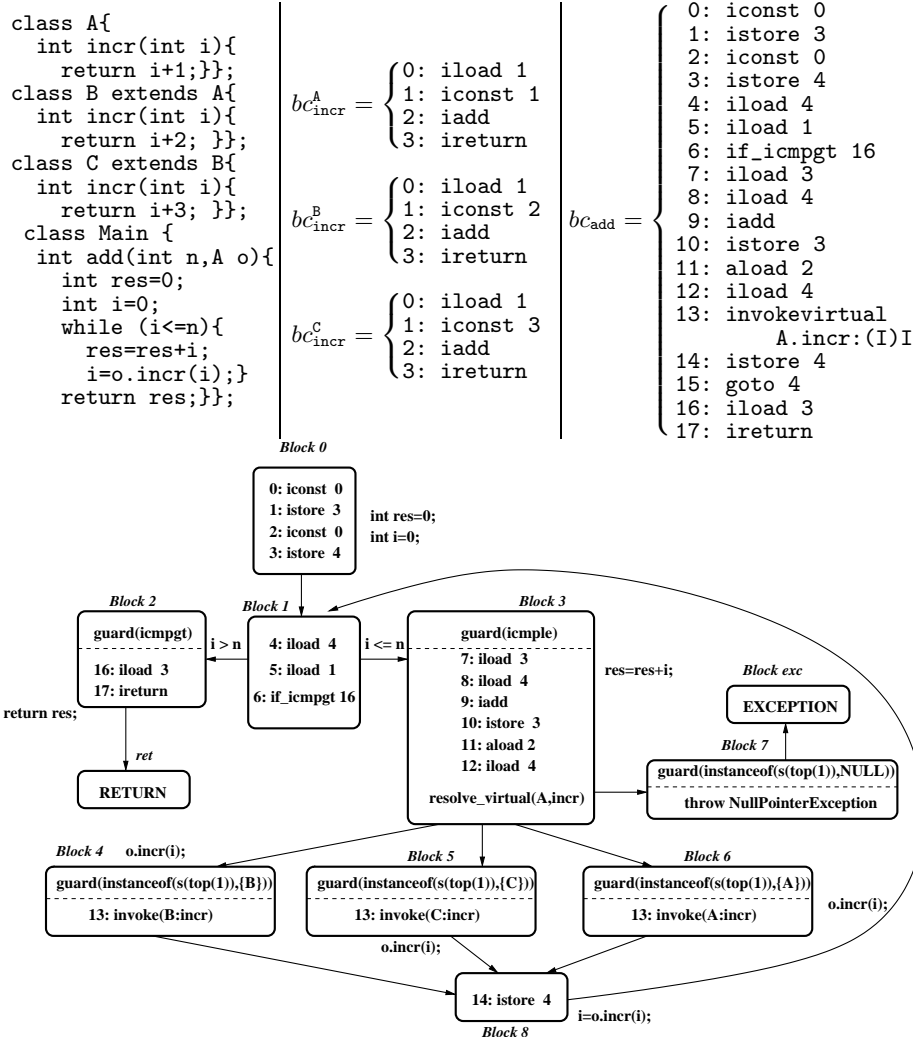 class A{
int incr(int i){
return i+1;}};
class B extends A{
int incr(int i){
return i+2; }};
class C extends B{
int incr(int i){
return i+3; }};
class Main {
int add(int n,A o){
int res=0;
int i=0;
while (i<=n){
res=res+i;
i=o.incr(i);}
return res;}};
bc^A_incr =
0: iload 1
1: iconst 1
2: iadd
3: ireturn
bc^B_incr =
0: iload 1
1: iconst 2
2: iadd
3: ireturn
bc^C_incr =
0: iload 1
1: iconst 3
2: iadd
3: ireturn
bc_add =
0: iconst 0
1: istore 3
2: iconst 0
3: istore 4
4: iload 4
5: iload 1
6: if_icmpgt 16
7: iload 3
8: iload 4
9: iadd
10: istore 3
11: aload 2
12: iload 4
13: invokevirtual
A.incr:(I)I
14: istore 4
15: goto 4
16: iload 3
17: ireturn
Block 0
0: iconst 0
1: istore 3
2: iconst 0
3: istore 4
int res=0;
int i=0;
Block 2
guard(icmpgt)
16: iload 3
17: ireturn
i > n
Block 1
4: iload 4
5: iload 1
6: if_icmpgt 16
i <= n
Block 3
guard(icmple)
7: iload 3
8: iload 4
9: iadd
10: istore 3
11: aload 2
12: iload 4
resolve_virtual(A,incr)
res=res+i;
return res;
ret
RETURN
Block exc
EXCEPTION
Block 7
guard(instanceof(s(top(1)),NULL))
throw NullPointerException
Block 4
o.incr(i);
guard(instanceof(s(top(1)),{B}))
13: invoke(B:incr)
Block 5
guard(instanceof(s(top(1)),{C}))
13: invoke(C:incr)
o.incr(i);
Block 6
guard(instanceof(s(top(1)),{A}))
13: invoke(A:incr)
o.incr(i);
14: istore 4
i=o.incr(i);
Block 8